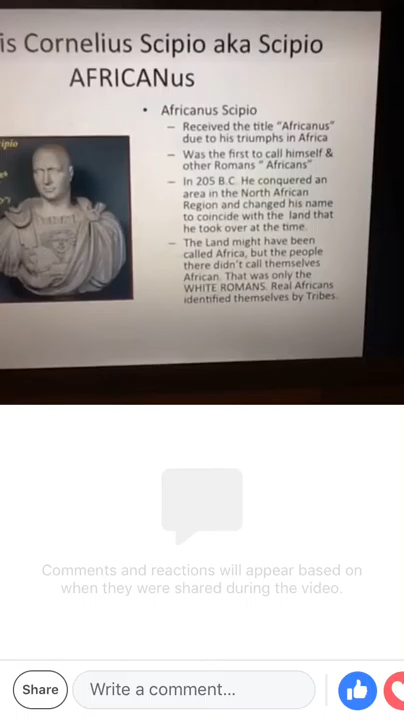 is Cornelius Scipio aka Scipio
AFRICANus
ipio
• Africanus Scipio
– Received the title "Africanus"
due to his triumphs in Africa
– Was the first to call himself &
other Romans " Africans"
– In 205 B.C. He conquered an
area in the North African
Region and changed his name
to coincide with the land that
he took over at the time.
– The Land might have been
called Africa, but the people
there didn't call themselves
African. That was only the
WHITE ROMANS. Real Africans
identified themselves by Tribes.
Comments and reactions will appear based on
when they were shared during the video.
Share
Write a comment...